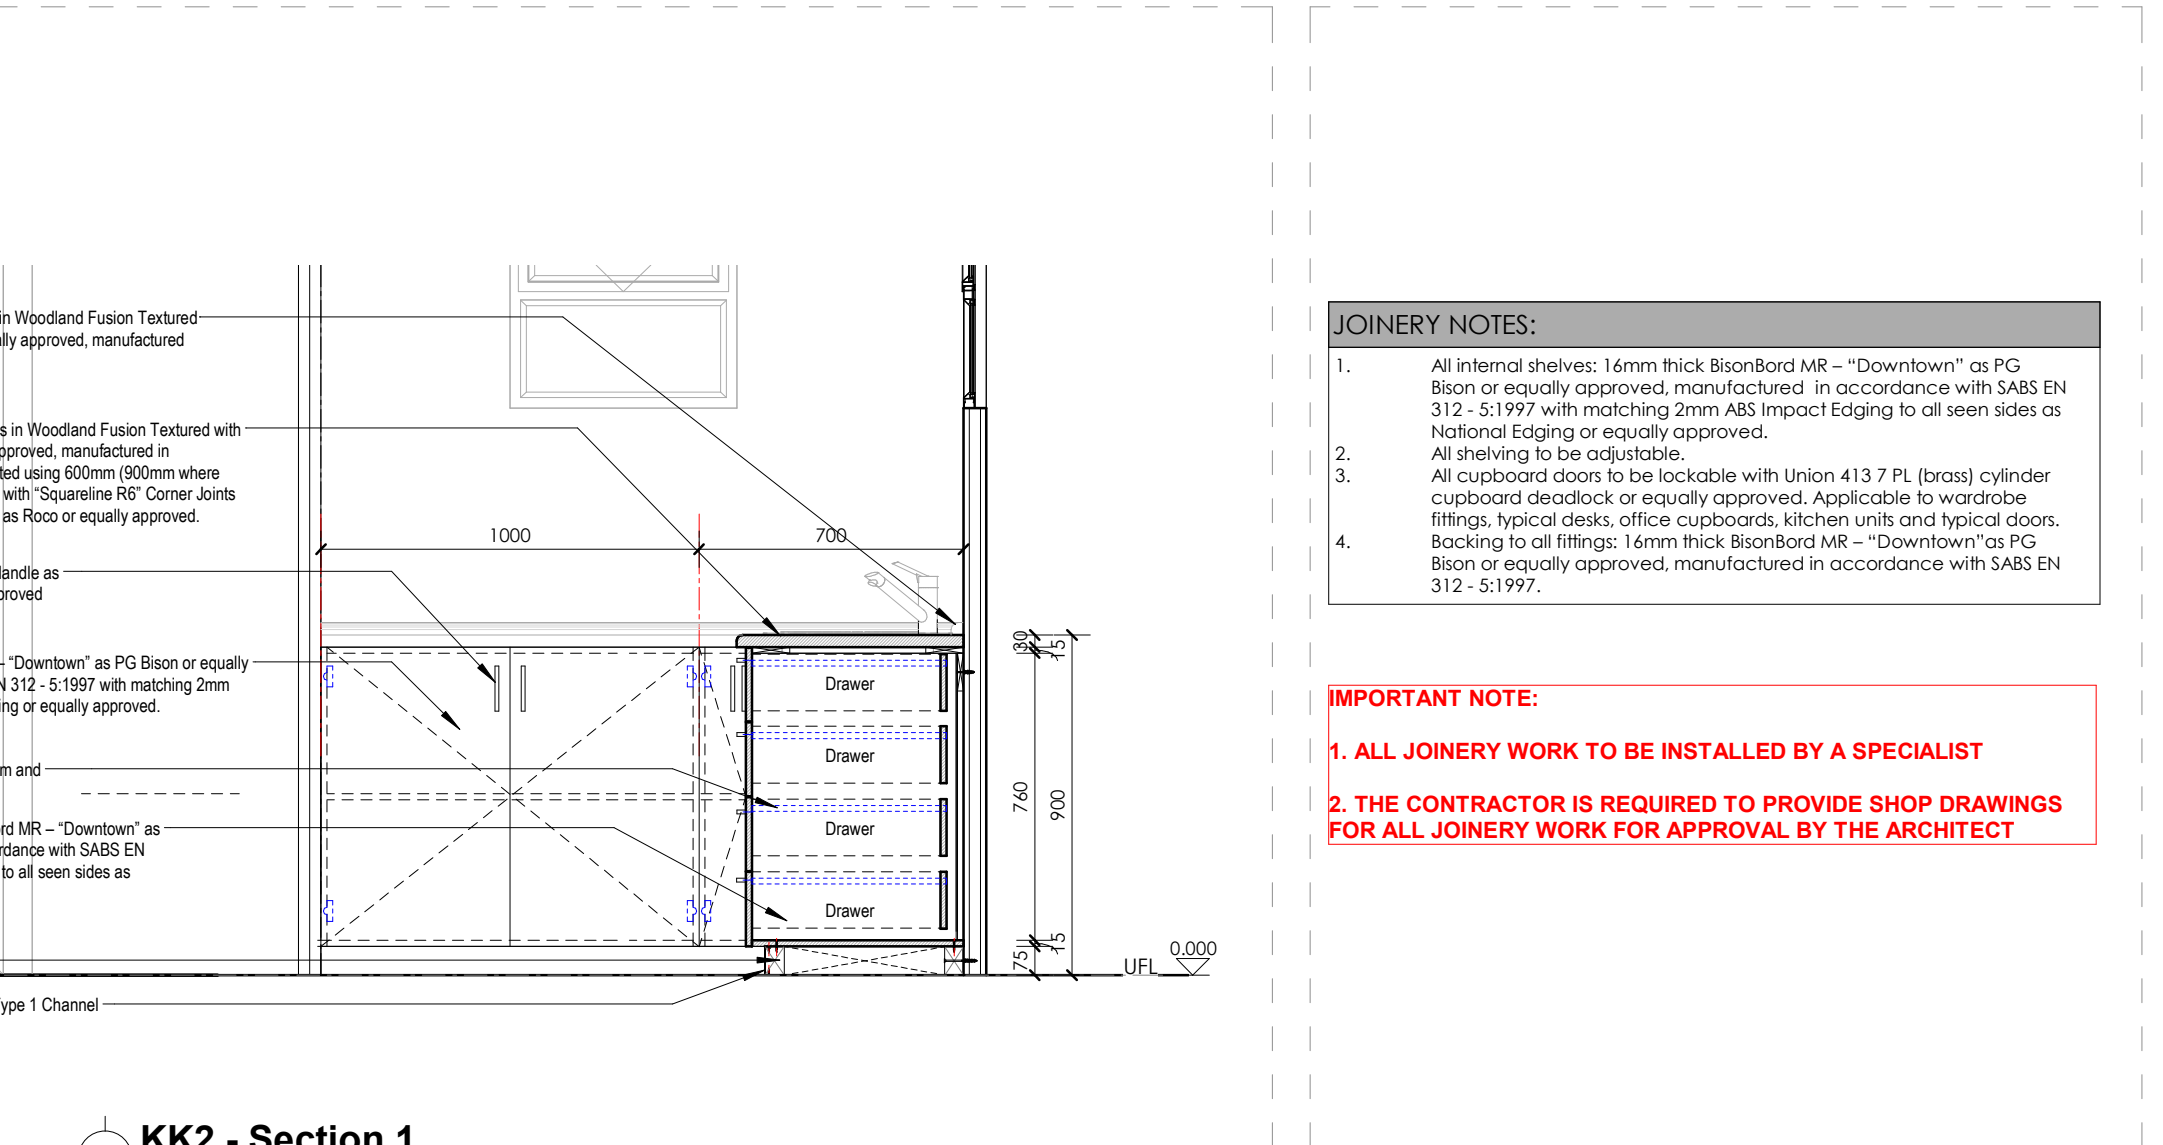 in Woodland Fusion Textured
ally approved, manufactured
s in Woodland Fusion Textured with
pproved, manufactured in
ted using 600mm (900mm where
with “Squareline R6” Corner Joints
as Roco or equally approved.
Handle as
proved
– “Downtown” as PG Bison or equally
N 312 - 5:1997 with matching 2mm
ing or equally approved.
m and
rd MR – “Downtown” as
rdance with SABS EN
to all seen sides as
Type 1 Channel
1000
700
Drawer
Drawer
Drawer
Drawer
30
15
760
900
15
75
UFL
0.000
KK2 - Section 1
JOINERY NOTES:
1. All internal shelves: 16mm thick BisonBord MR – “Downtown” as PG
Bison or equally approved, manufactured  in accordance with SABS EN
312 - 5:1997 with matching 2mm ABS Impact Edging to all seen sides as
National Edging or equally approved.
2. All shelving to be adjustable.
3. All cupboard doors to be lockable with Union 413 7 PL (brass) cylinder
cupboard deadlock or equally approved. Applicable to wardrobe
fittings, typical desks, office cupboards, kitchen units and typical doors.
4. Backing to all fittings: 16mm thick BisonBord MR – “Downtown”as PG
Bison or equally approved, manufactured in accordance with SABS EN
312 - 5:1997.
IMPORTANT NOTE:
1. ALL JOINERY WORK TO BE INSTALLED BY A SPECIALIST
2. THE CONTRACTOR IS REQUIRED TO PROVIDE SHOP DRAWINGS
FOR ALL JOINERY WORK FOR APPROVAL BY THE ARCHITECT